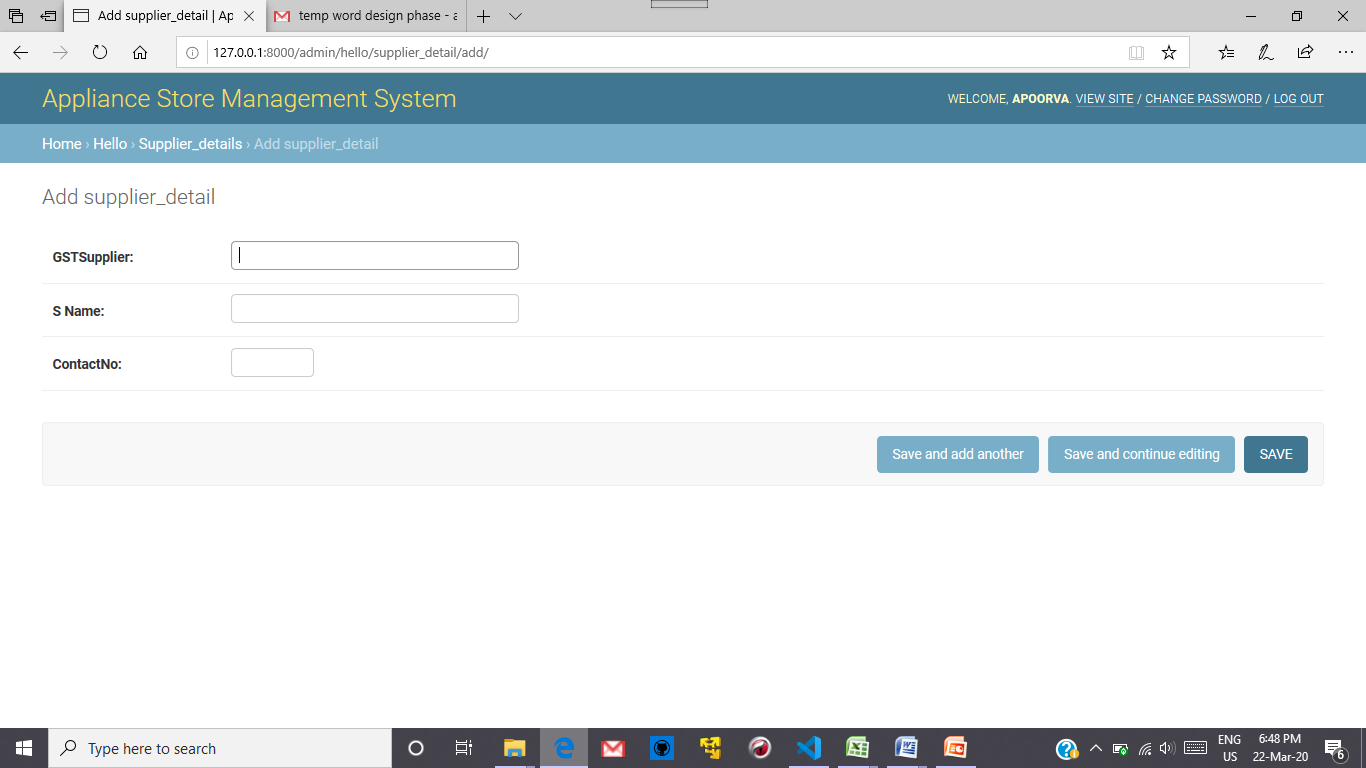 Add supplier_detail | Ap
temp word design phase - a
127.0.0.1:8000/admin/hello/supplier_detail/add/
Appliance Store Management System
WELCOME, APOORVA. VIEW SITE / CHANGE PASSWORD / LOG OUT
Home › Hello › Supplier_details › Add supplier_detail
Add supplier_detail
GSTSupplier:
S Name:
ContactNo:
Save and add another
Save and continue editing
SAVE
Type here to search
ENG
US
6:48 PM
22-Mar-20
6